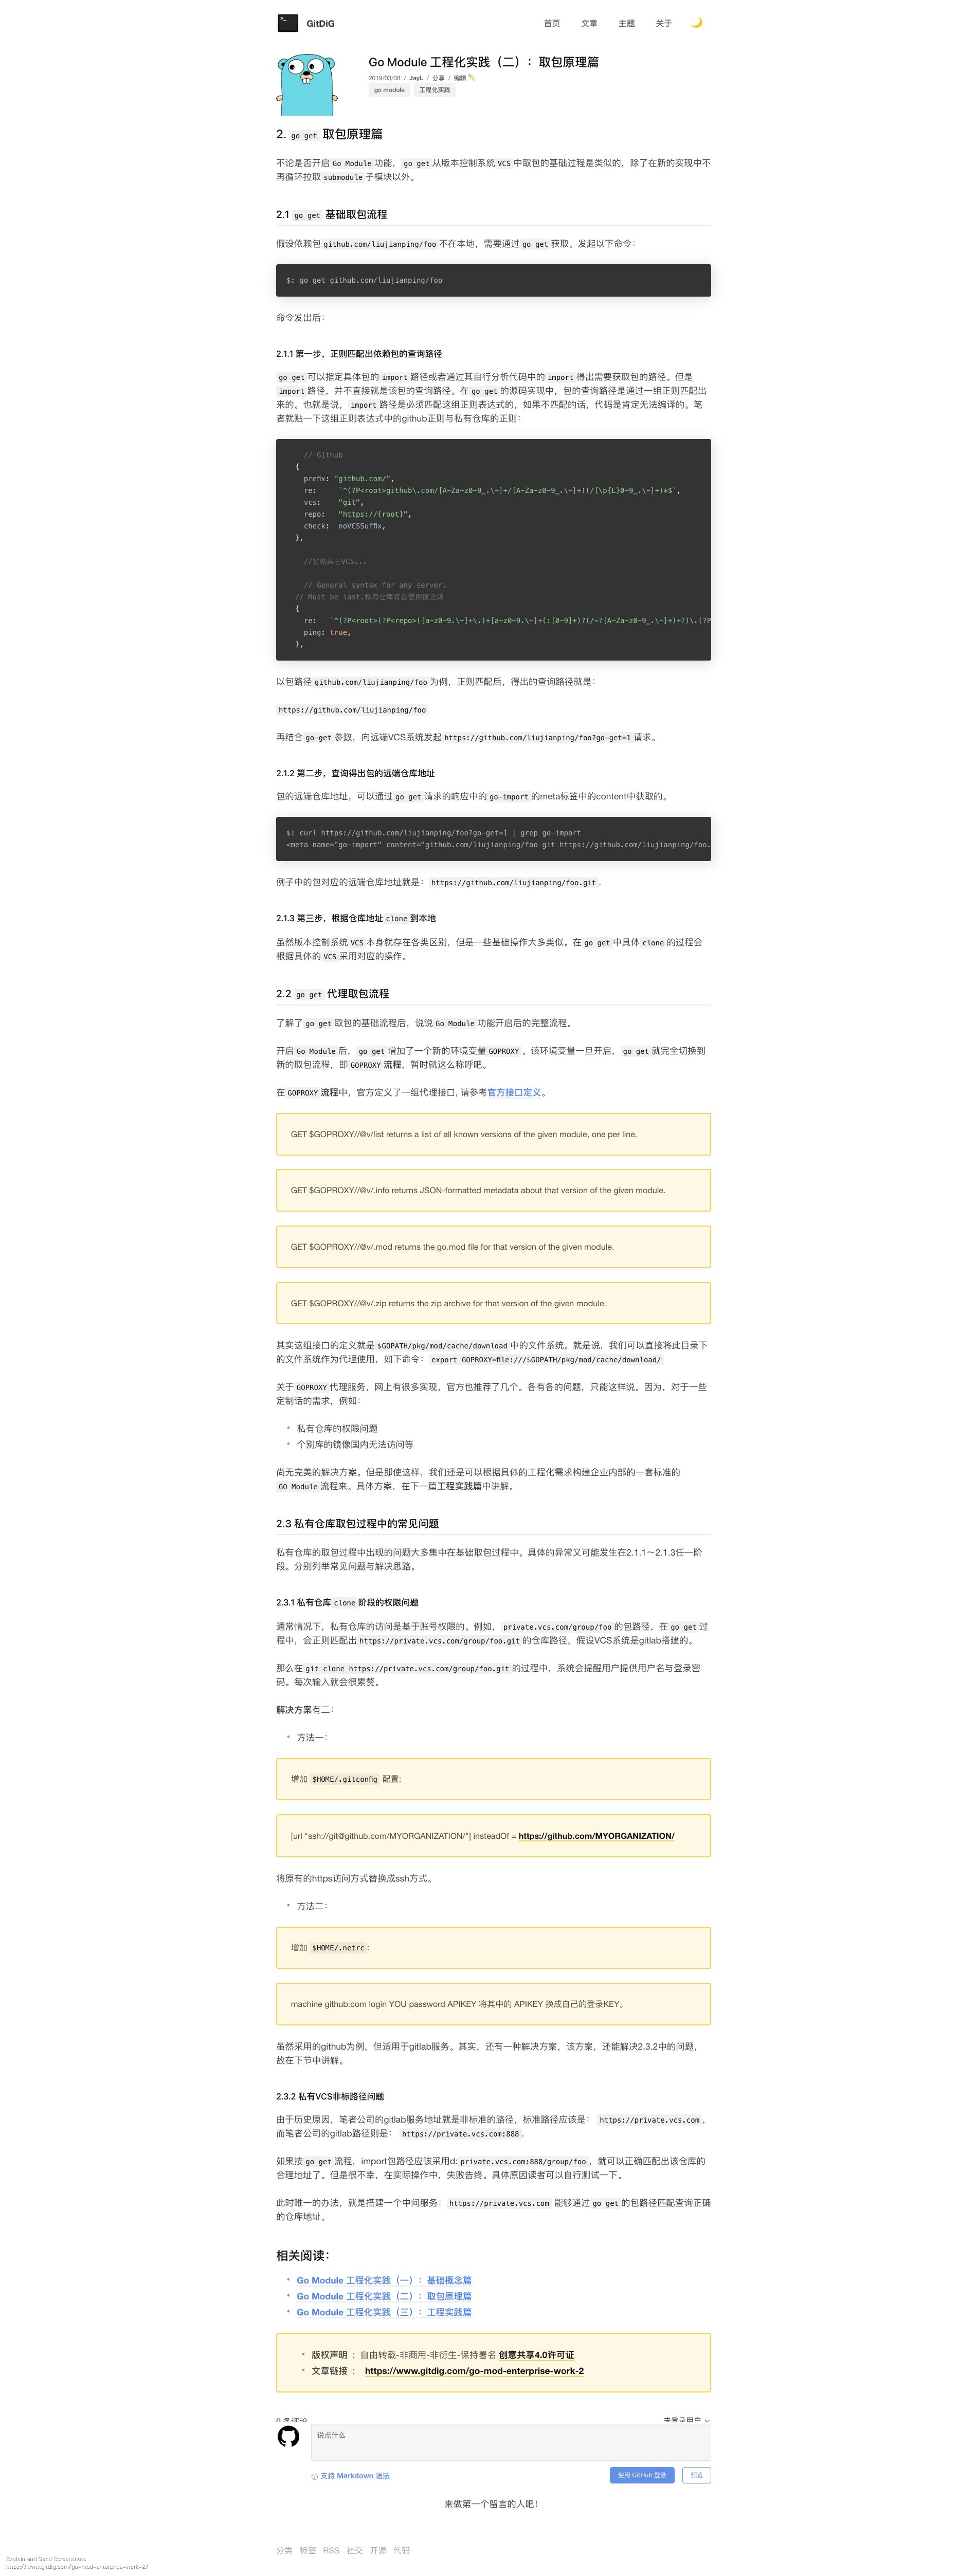 GitDiG
首页 文章 主题 关于
Go Module 工程化实践（二）：取包原理篇
2019/03/08 / JayL / 分享 / 编辑
go module 工程化实践
2. go get 取包原理篇
不论是否开启 Go Module 功能，go get 从版本控制系统 VCS 中取包的基础过程是类似的，除了在新的实现中不
再循环拉取 submodule 子模块以外。
2.1 go get 基础取包流程
假设依赖包 github.com/liujianping/foo 不在本地，需要通过 go get 获取。发起以下命令：
$: go get github.com/liujianping/foo
命令发出后：
2.1.1 第一步，正则匹配出依赖包的查询路径
go get 可以指定具体包的 import 路径或者通过其自行分析代码中的 import 得出需要获取包的路径。但是
import 路径，并不直接就是该包的查询路径。在 go get 的源码实现中，包的查询路径是通过一组正则匹配出
来的。也就是说，import 路径是必须匹配这组正则表达式的，如果不匹配的话，代码是肯定无法编译的。笔
者就贴一下这组正则表达式中的github正则与私有仓库的正则：
// Github
{
prefix: "github.com/",
re: `^(?P<root>github\.com/[A-Za-z0-9_.\-]+/[A-Za-z0-9_.\-]+)(/[\p{L}0-9_.\-]+)*$`,
vcs: "git",
repo: "https://{root}",
check: noVCSSuffix,
},
//省略其它VCS...
// General syntax for any server.
// Must be last.私有仓库将会使用该正则
{
re: `^(?P<root>(?P<repo>([a-z0-9.\-]+\.)+[a-z0-9.\-]+(:[0-9]+)?(/~?[A-Za-z0-9_.\-]+)+?)\.(?P
ping: true,
},
以包路径 github.com/liujianping/foo 为例，正则匹配后，得出的查询路径就是：
https://github.com/liujianping/foo
再结合 go-get 参数，向远端VCS系统发起 https://github.com/liujianping/foo?go-get=1 请求。
2.1.2 第二步，查询得出包的远端仓库地址
包的远端仓库地址，可以通过 go get 请求的响应中的 go-import 的meta标签中的content中获取的。
$: curl https://github.com/liujianping/foo?go-get=1 | grep go-import
<meta name="go-import" content="github.com/liujianping/foo git https://github.com/liujianping/foo.
例子中的包对应的远端仓库地址就是：https://github.com/liujianping/foo.git.
2.1.3 第三步，根据仓库地址 clone 到本地
虽然版本控制系统 VCS 本身就存在各类区别，但是一些基础操作大多类似。在 go get 中具体 clone 的过程会
根据具体的 VCS 采用对应的操作。
2.2 go get 代理取包流程
了解了 go get 取包的基础流程后，说说 Go Module 功能开启后的完整流程。
开启 Go Module 后，go get 增加了一个新的环境变量 GOPROXY。该环境变量一旦开启，go get 就完全切换到
新的取包流程，即 GOPROXY 流程，暂时就这么称呼吧。
在 GOPROXY 流程中，官方定义了一组代理接口, 请参考官方接口定义。
GET $GOPROXY//@v/list returns a list of all known versions of the given module, one per line.
GET $GOPROXY//@v/.info returns JSON-formatted metadata about that version of the given module.
GET $GOPROXY//@v/.mod returns the go.mod file for that version of the given module.
GET $GOPROXY//@v/.zip returns the zip archive for that version of the given module.
其实这组接口的定义就是 $GOPATH/pkg/mod/cache/download 中的文件系统。就是说，我们可以直接将此目录下
的文件系统作为代理使用，如下命令：export GOPROXY=file:///$GOPATH/pkg/mod/cache/download/
关于 GOPROXY 代理服务，网上有很多实现，官方也推荐了几个。各有各的问题，只能这样说。因为，对于一些
定制话的需求，例如：
• 私有仓库的权限问题
• 个别库的镜像国内无法访问等
尚无完美的解决方案。但是即使这样，我们还是可以根据具体的工程化需求构建企业内部的一套标准的
GO Module 流程来。具体方案，在下一篇工程实践篇中讲解。
2.3 私有仓库取包过程中的常见问题
私有仓库的取包过程中出现的问题大多集中在基础取包过程中。具体的异常又可能发生在2.1.1～2.1.3任一阶
段。分别列举常见问题与解决思路。
2.3.1 私有仓库 clone 阶段的权限问题
通常情况下，私有仓库的访问是基于账号权限的。例如，private.vcs.com/group/foo 的包路径，在 go get 过
程中，会正则匹配出 https://private.vcs.com/group/foo.git 的仓库路径，假设VCS系统是gitlab搭建的。
那么在 git clone https://private.vcs.com/group/foo.git 的过程中，系统会提醒用户提供用户名与登录密
码。每次输入就会很累赘。
解决方案有二：
• 方法一：
增加 $HOME/.gitconfig 配置:
[url "ssh://git@github.com/MYORGANIZATION/"] insteadOf = https://github.com/MYORGANIZATION/
将原有的https访问方式替换成ssh方式。
• 方法二：
增加 $HOME/.netrc:
machine github.com login YOU password APIKEY 将其中的 APIKEY 换成自己的登录KEY。
虽然采用的github为例，但适用于gitlab服务。其实，还有一种解决方案，该方案，还能解决2.3.2中的问题，
故在下节中讲解。
2.3.2 私有VCS非标路径问题
由于历史原因，笔者公司的gitlab服务地址就是非标准的路径，标准路径应该是： https://private.vcs.com，
而笔者公司的gitlab路径则是： https://private.vcs.com:888.
如果按 go get 流程，import包路径应该采用d: private.vcs.com:888/group/foo，就可以正确匹配出该仓库的
合理地址了。但是很不幸，在实际操作中，失败告终。具体原因读者可以自行测试一下。
此时唯一的办法，就是搭建一个中间服务： https://private.vcs.com 能够通过 go get 的包路径匹配查询正确
的仓库地址。
相关阅读：
• Go Module 工程化实践（一）：基础概念篇
• Go Module 工程化实践（二）：取包原理篇
• Go Module 工程化实践（三）：工程实践篇
• 版权声明 ：自由转载-非商用-非衍生-保持署名 创意共享4.0许可证
• 文章链接 ： https://www.gitdig.com/go-mod-enterprise-work-2
0 条评论 未登录用户
说点什么
支持 Markdown 语法 使用 GitHub 登录 预览
来做第一个留言的人吧！
分类 标签 RSS 社交 开源 代码
Explain and Send Screenshots
https://www.gitdig.com/go-mod-enterprise-work-2/